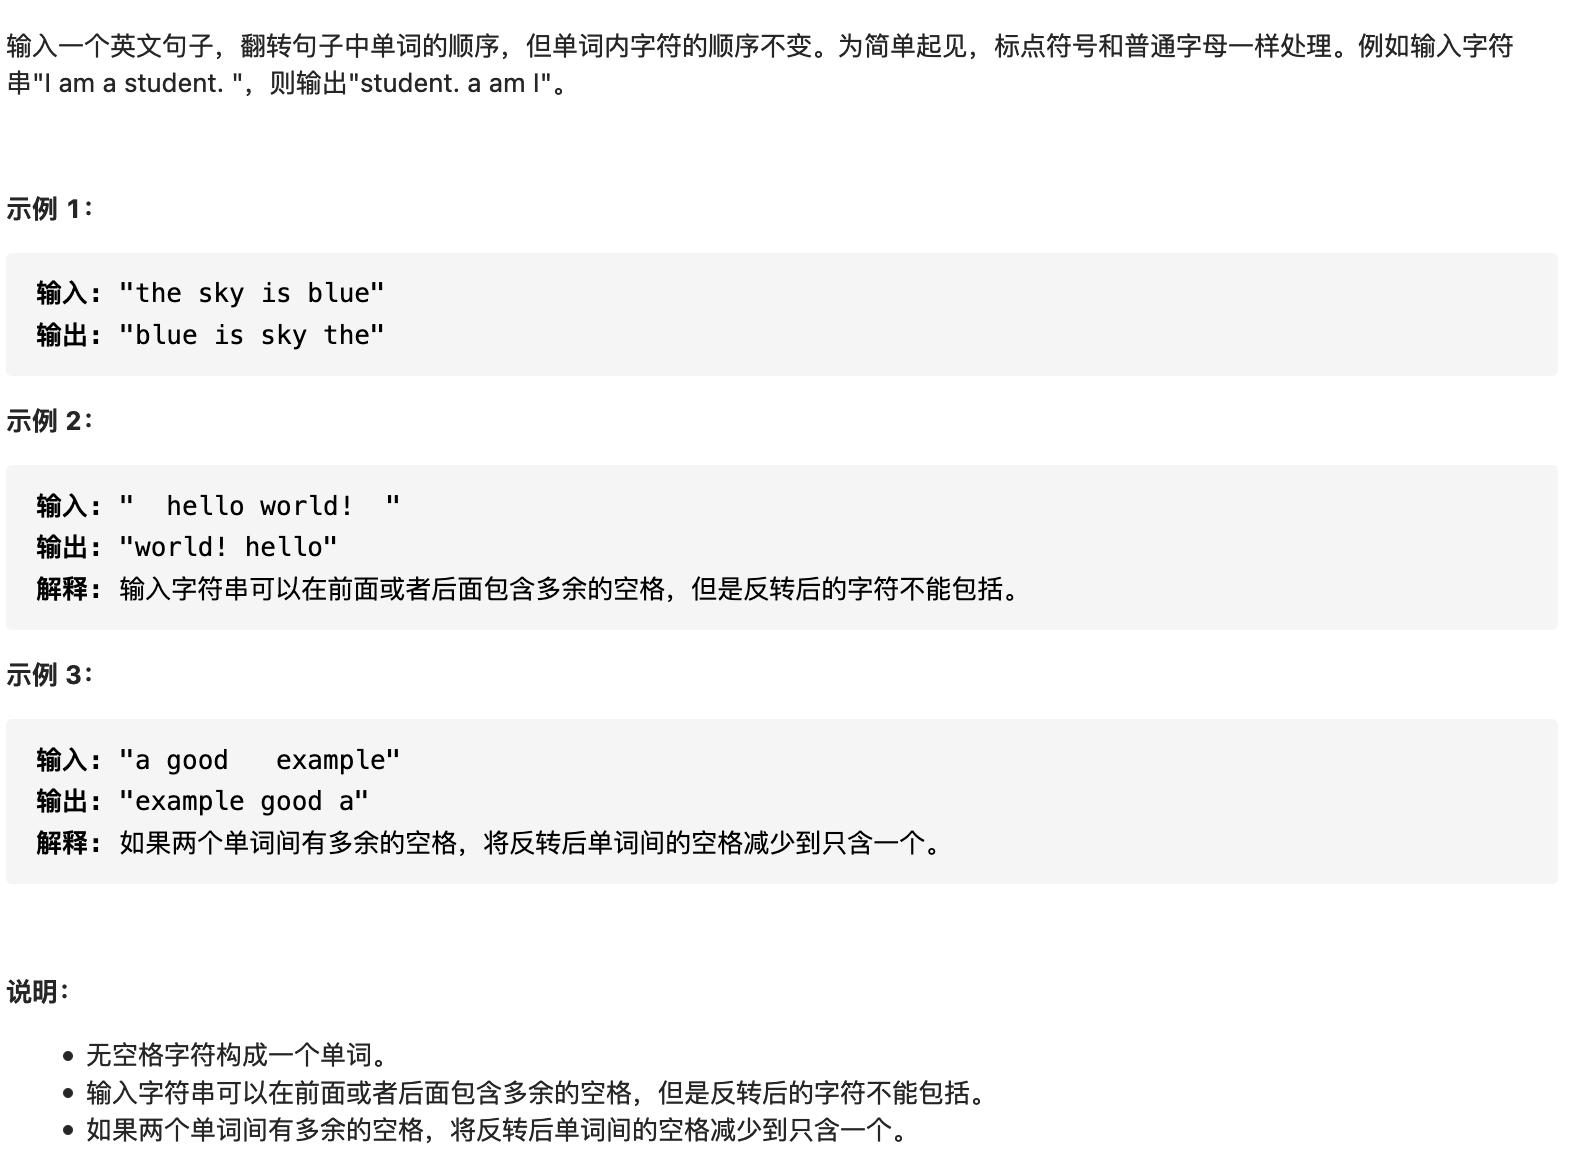 输入一个英文句子，翻转句子中单词的顺序，但单词内字符的顺序不变。为简单起见，标点符号和普通字母一样处理。例如输入字符
串"I am a student. "，则输出"student. a am I"。
示例 1：
输入: "the sky is blue"
输出: "blue is sky the"
示例 2：
输入: "  hello world!  "
输出: "world! hello"
解释: 输入字符串可以在前面或者后面包含多余的空格，但是反转后的字符不能包括。
示例 3：
输入: "a good   example"
输出: "example good a"
解释: 如果两个单词间有多余的空格，将反转后单词间的空格减少到只含一个。
说明：
• 无空格字符构成一个单词。
• 输入字符串可以在前面或者后面包含多余的空格，但是反转后的字符不能包括。
• 如果两个单词间有多余的空格，将反转后单词间的空格减少到只含一个。